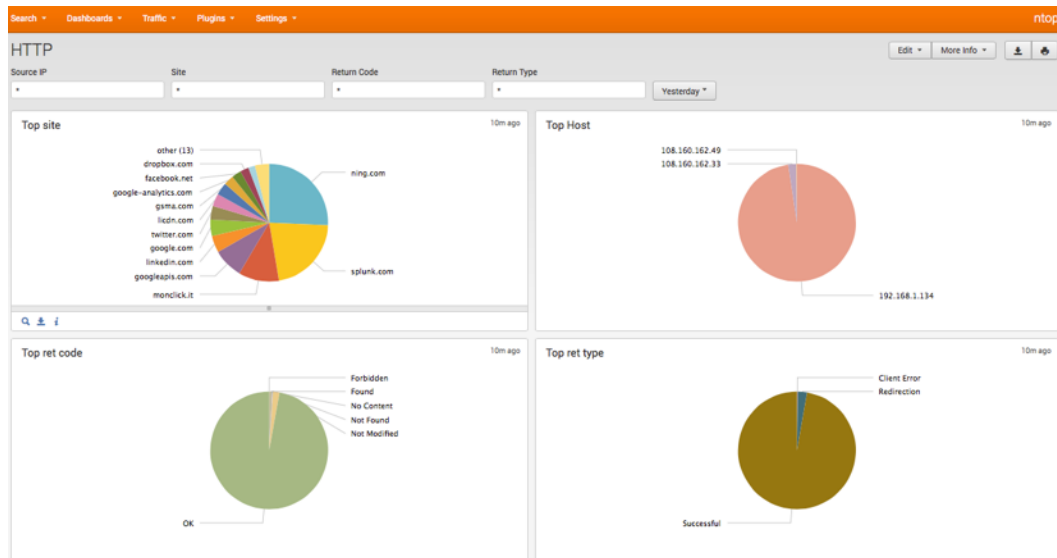 Search Dashboards Traffic Plugins Settings ntop
HTTP Edit More Info
Source IP Site Return Code Return Type
* * * * Yesterday
Top site 10m ago
other (13)
dropbox.com
facebook.net
google-analytics.com
gsma.com
licdn.com
twitter.com
google.com
linkedin.com
googleapis.com
monclick.it
ning.com
splunk.com
Top Host 10m ago
108.160.162.49
108.160.162.33
192.168.1.134
Top ret code 10m ago
Forbidden
Found
No Content
Not Found
Not Modified
OK
Top ret type 10m ago
Client Error
Redirection
Successful